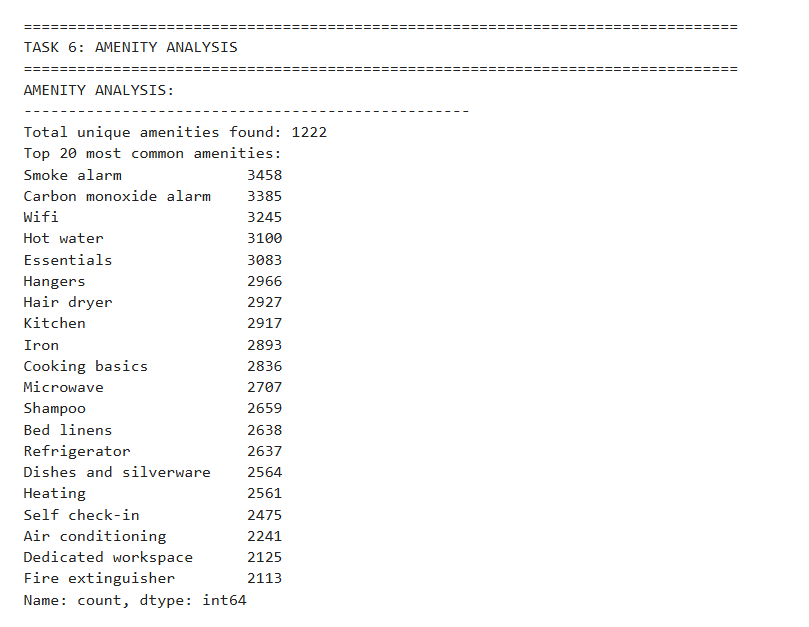 ================================================================================
TASK 6: AMENITY ANALYSIS
================================================================================
AMENITY ANALYSIS:
--------------------------------------------------
Total unique amenities found: 1222
Top 20 most common amenities:
Smoke alarm              3458
Carbon monoxide alarm    3385
Wifi                     3245
Hot water                3100
Essentials               3083
Hangers                  2966
Hair dryer               2927
Kitchen                  2917
Iron                     2893
Cooking basics           2836
Microwave                2707
Shampoo                  2659
Bed linens               2638
Refrigerator             2637
Dishes and silverware    2564
Heating                  2561
Self check-in            2475
Air conditioning         2241
Dedicated workspace      2125
Fire extinguisher        2113
Name: count, dtype: int64